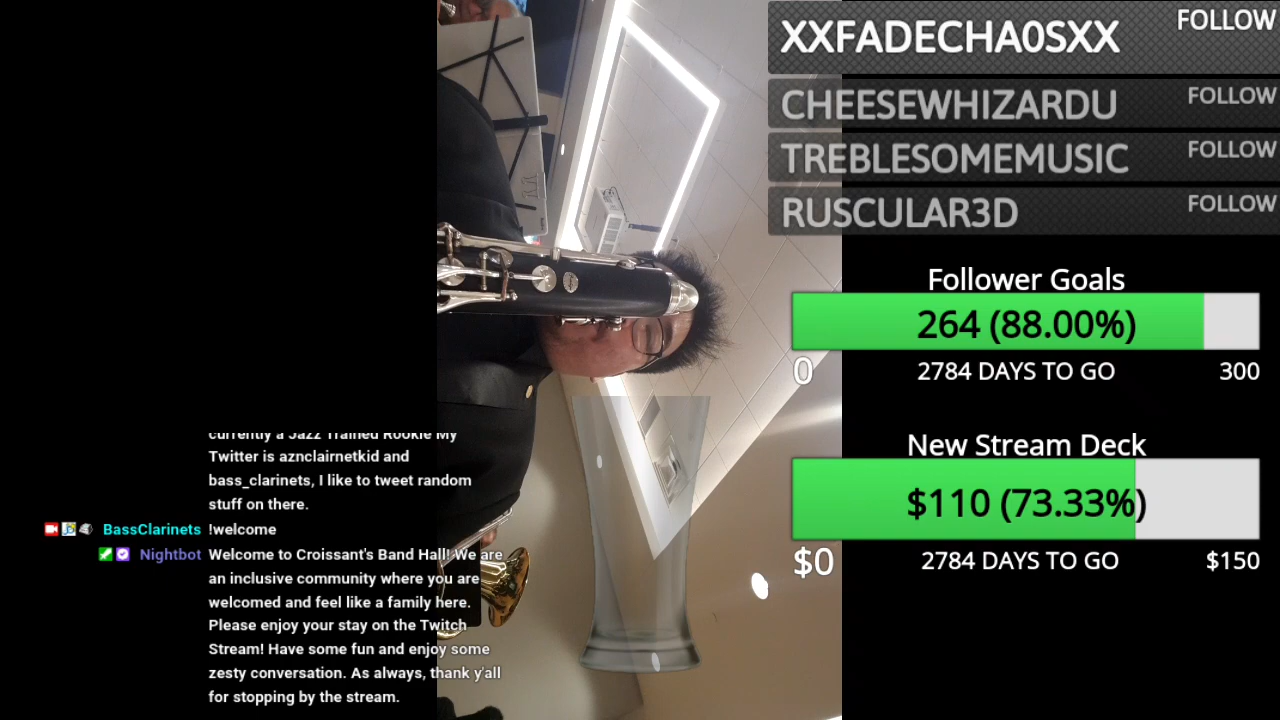 XXFADECHA0SXX FOLLOW
CHEESEWHIZARDU FOLLOW
TREBLESOMEMUSIC FOLLOW
RUSCULAR3D FOLLOW
Follower Goals
264 (88.00%)
0 2784 DAYS TO GO 300
New Stream Deck
$110 (73.33%)
$0 2784 DAYS TO GO $150
currently a Jazz Trained Rookie My
Twitter is aznclairnetkid and
bass_clarinets, I like to tweet random
stuff on there.
BassClarinets !welcome
Nightbot Welcome to Croissant's Band Hall! We are
an inclusive community where you are
welcomed and feel like a family here.
Please enjoy your stay on the Twitch
Stream! Have some fun and enjoy some
zesty conversation. As always, thank y'all
for stopping by the stream.